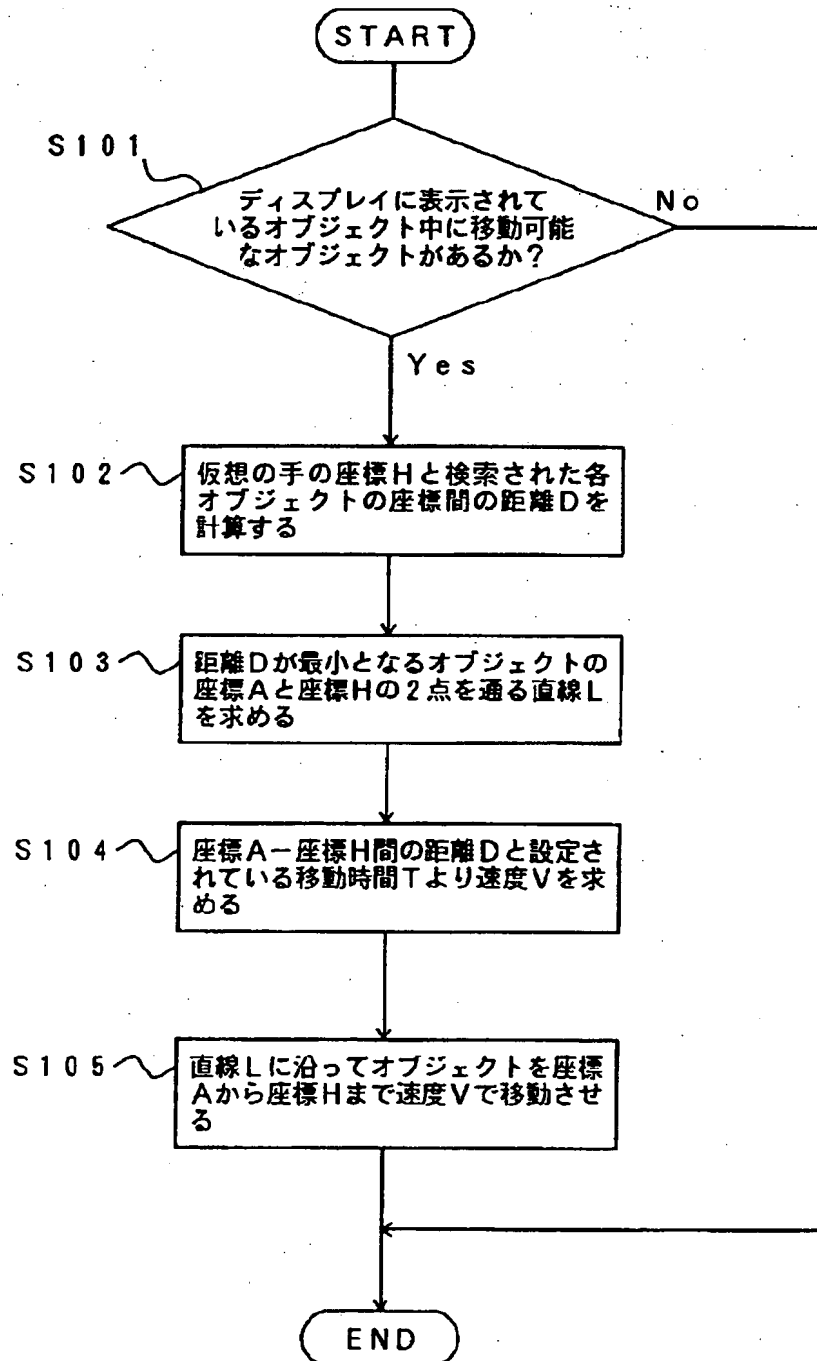 START
S101
ディスプレイに表示されて
いるオブジェクト中に移動可能
なオブジェクトがあるか?
No
Yes
S102
仮想の手の座標Hと検索された各
オブジェクトの座標間の距離Dを
計算する
S103
距離Dが最小となるオブジェクトの
座標Aと座標Hの2点を通る直線L
を求める
S104
座標A−座標H間の距離Dと設定さ
れている移動時間Tより速度Vを求
める
S105
直線Lに沿ってオブジェクトを座標
Aから座標Hまで速度Vで移動させ
る
END